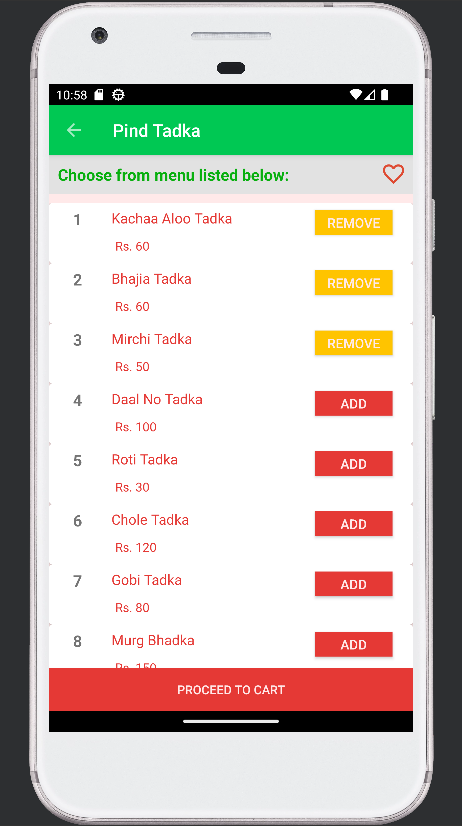 10:58
Pind Tadka
Choose from menu listed below:
1 Kachaa Aloo Tadka REMOVE
Rs. 60
2 Bhajia Tadka REMOVE
Rs. 60
3 Mirchi Tadka REMOVE
Rs. 50
4 Daal No Tadka ADD
Rs. 100
5 Roti Tadka ADD
Rs. 30
6 Chole Tadka ADD
Rs. 120
7 Gobi Tadka ADD
Rs. 80
8 Murg Bhadka ADD
Rs. 150
PROCEED TO CART